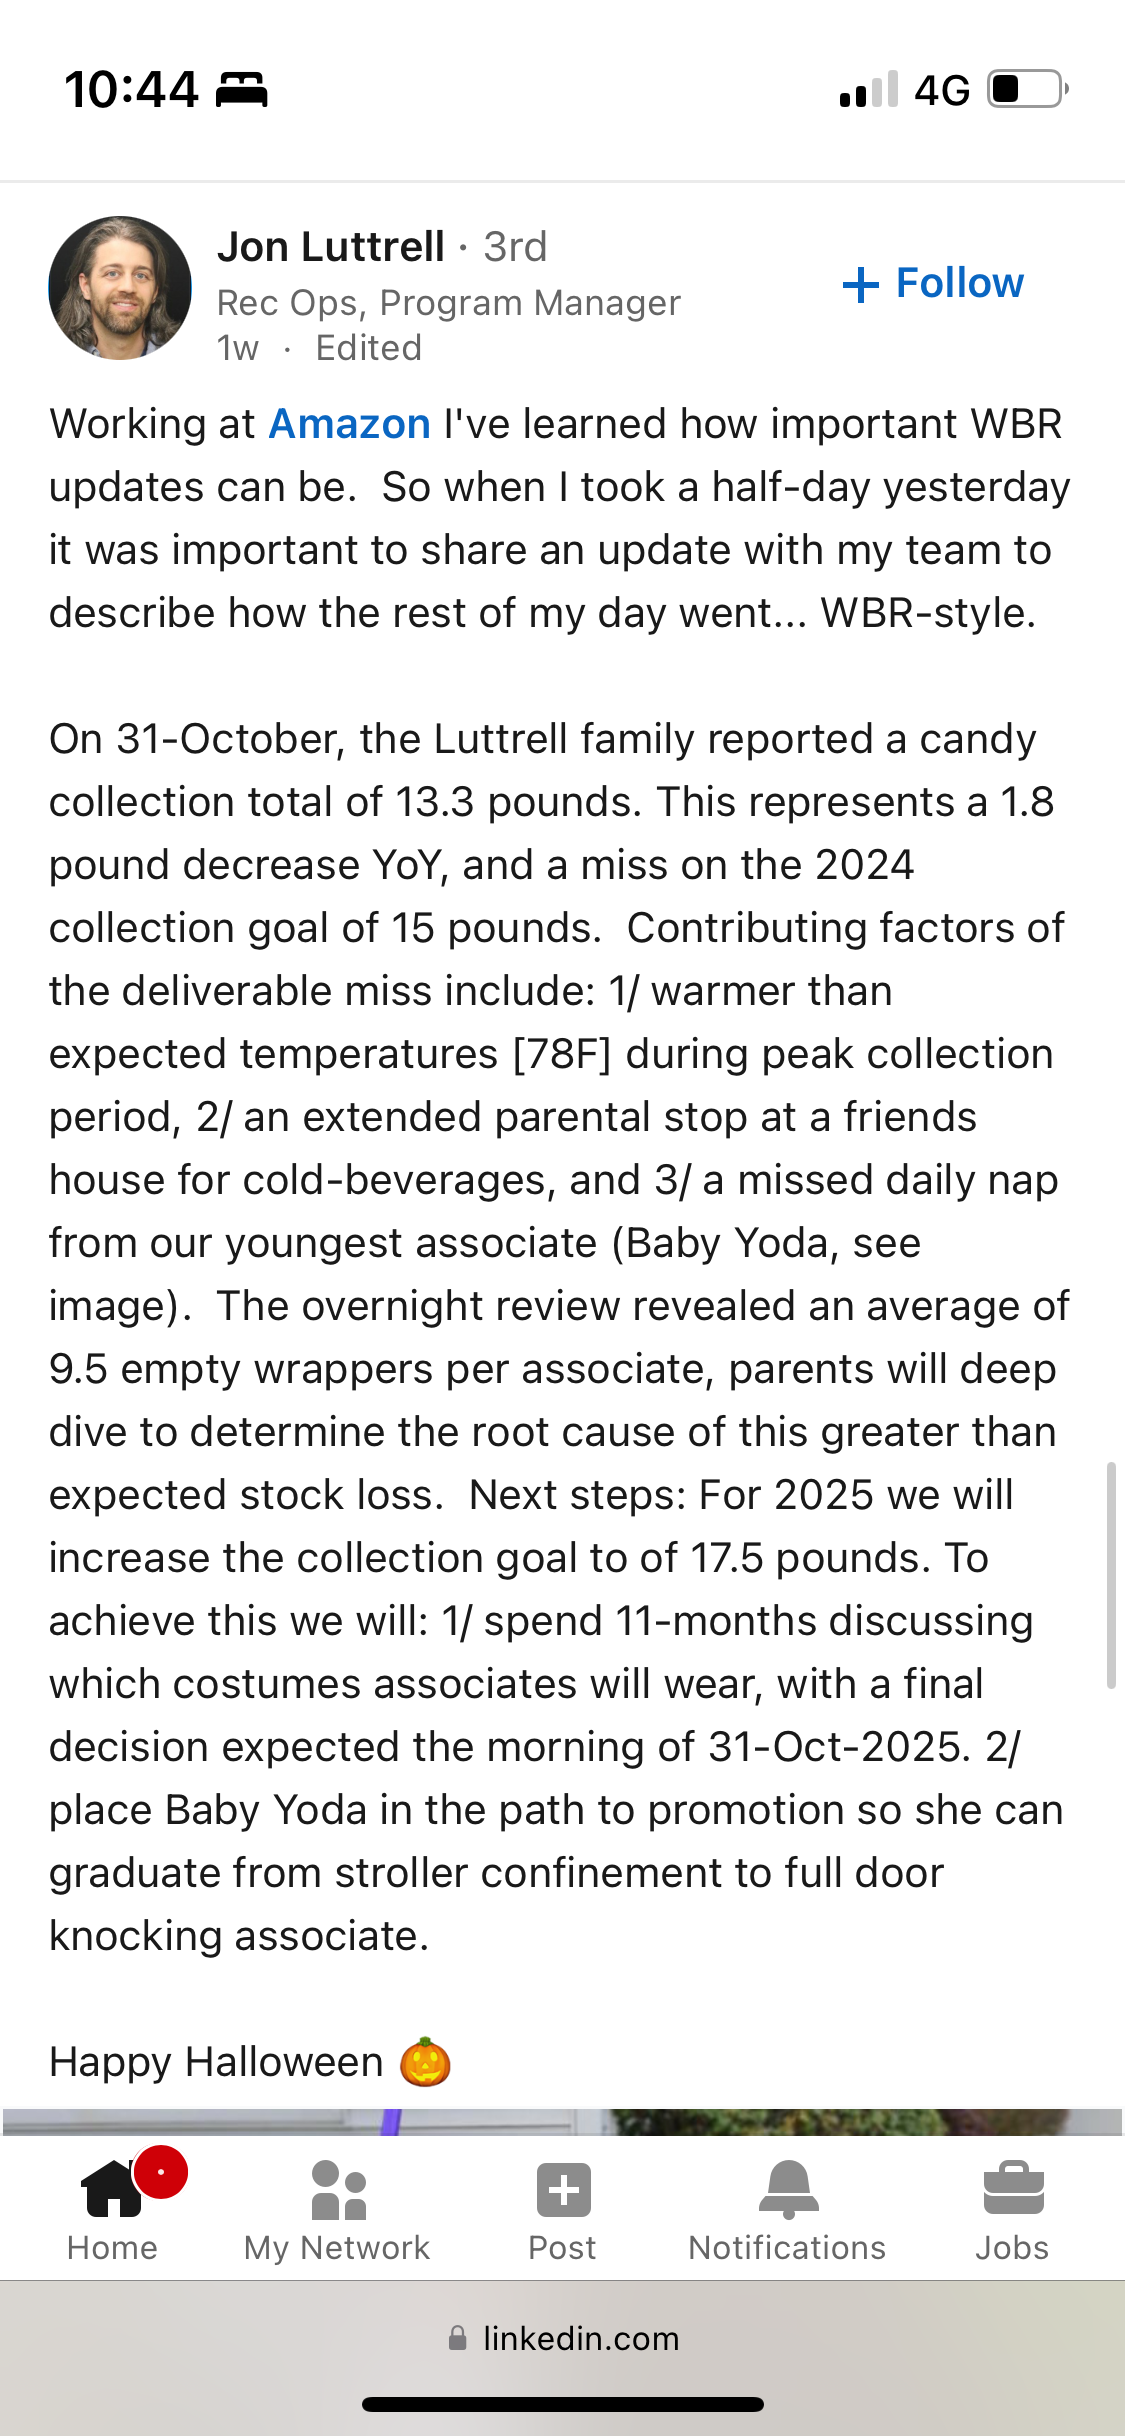 10:44
4G
Jon Luttrell · 3rd
Rec Ops, Program Manager
1w · Edited
+ Follow
Working at Amazon I've learned how important WBR
updates can be.  So when I took a half-day yesterday
it was important to share an update with my team to
describe how the rest of my day went... WBR-style.
On 31-October, the Luttrell family reported a candy
collection total of 13.3 pounds. This represents a 1.8
pound decrease YoY, and a miss on the 2024
collection goal of 15 pounds.  Contributing factors of
the deliverable miss include: 1/ warmer than
expected temperatures [78F] during peak collection
period, 2/ an extended parental stop at a friends
house for cold-beverages, and 3/ a missed daily nap
from our youngest associate (Baby Yoda, see
image).  The overnight review revealed an average of
9.5 empty wrappers per associate, parents will deep
dive to determine the root cause of this greater than
expected stock loss.  Next steps: For 2025 we will
increase the collection goal to of 17.5 pounds. To
achieve this we will: 1/ spend 11-months discussing
which costumes associates will wear, with a final
decision expected the morning of 31-Oct-2025. 2/
place Baby Yoda in the path to promotion so she can
graduate from stroller confinement to full door
knocking associate.
Happy Halloween 🎃
Home
My Network
Post
Notifications
Jobs
linkedin.com